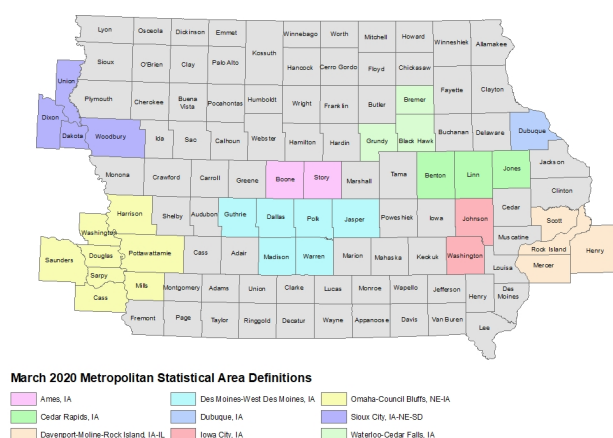 Lyon Osceola Dickinson Emmet Winnebago Worth Mitchell Howard Winneshiek Allamakee
Kossuth
Sioux O'Brien Clay Palo Alto Hancock Cerro Gordo Floyd Chickasaw
Union
Plymouth Cherokee Buena Vista Pocahontas Humboldt Wright Franklin Butler Bremer Fayette Clayton
Dixon
Dakota Woodbury Ida Sac Calhoun Webster Hamilton Hardin Grundy Black Hawk Buchanan Delaware Dubuque
Monona Crawford Carroll Greene Boone Story Marshall Tama Benton Linn Jones Jackson
Clinton
Harrison Shelby Audubon Guthrie Dallas Polk Jasper Poweshiek Iowa Johnson Cedar Scott
Washington Muscatine
Saunders Douglas Pottawattamie Cass Adair Madison Warren Marion Mahaska Keokuk Washington Louisa Rock Island Henry
Sarpy Mercer
Cass Mills Montgomery Adams Union Clarke Lucas Monroe Wapello Jefferson Henry Des Moines
Fremont Page Taylor Ringgold Decatur Wayne Appanoose Davis Van Buren Lee
March 2020 Metropolitan Statistical Area Definitions
Ames, IA Des Moines-West Des Moines, IA Omaha-Council Bluffs, NE-IA
Cedar Rapids, IA Dubuque, IA Sioux City, IA-NE-SD
Davenport-Moline-Rock Island, IA-IL Iowa City, IA Waterloo-Cedar Falls, IA